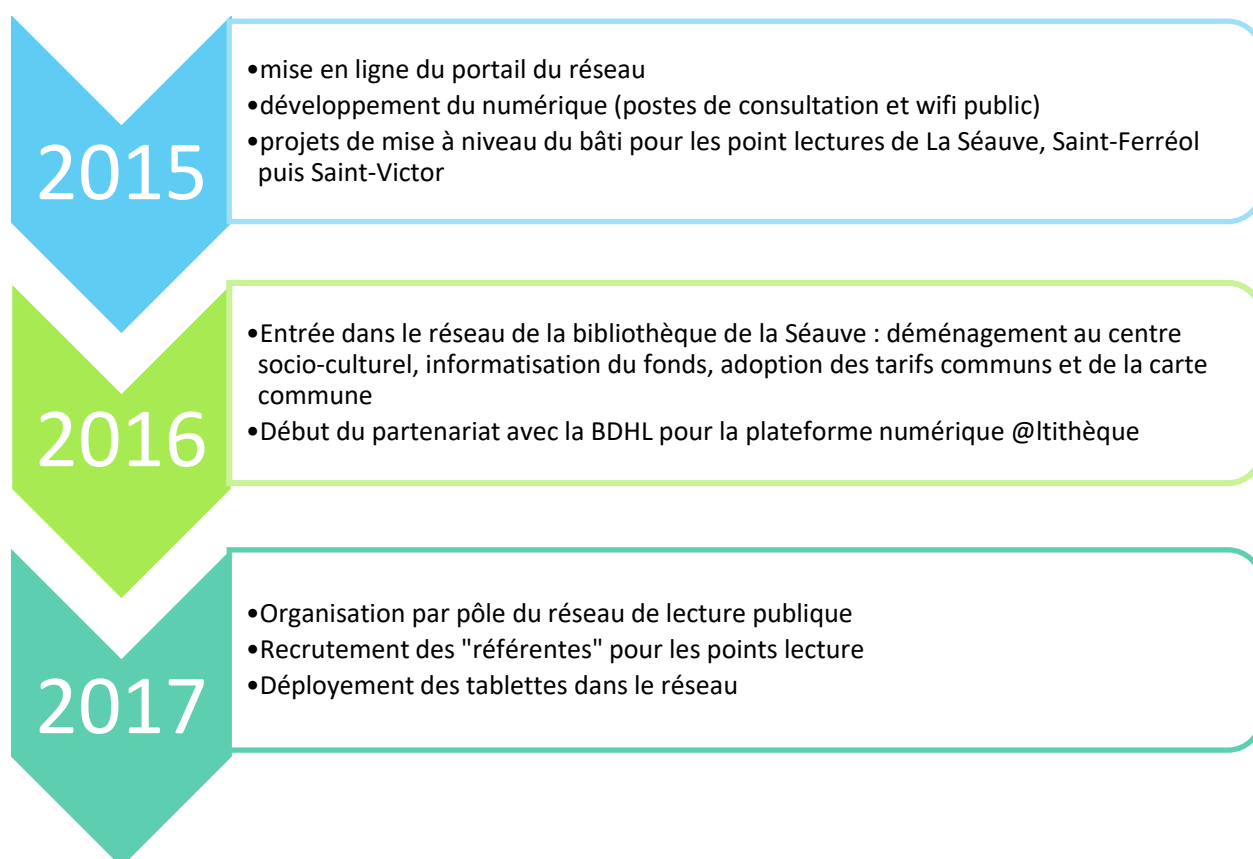 2015
•mise en ligne du portail du réseau
•développement du numérique (postes de consultation et wifi public)
•projets de mise à niveau du bâti pour les point lectures de La Séauve, Saint-Ferréol
puis Saint-Victor
2016
•Entrée dans le réseau de la bibliothèque de la Séauve : déménagement au centre
socio-culturel, informatisation du fonds, adoption des tarifs communs et de la carte
commune
•Début du partenariat avec la BDHL pour la plateforme numérique @ltithèque
2017
•Organisation par pôle du réseau de lecture publique
•Recrutement des "référentes" pour les points lecture
•Déployement des tablettes dans le réseau